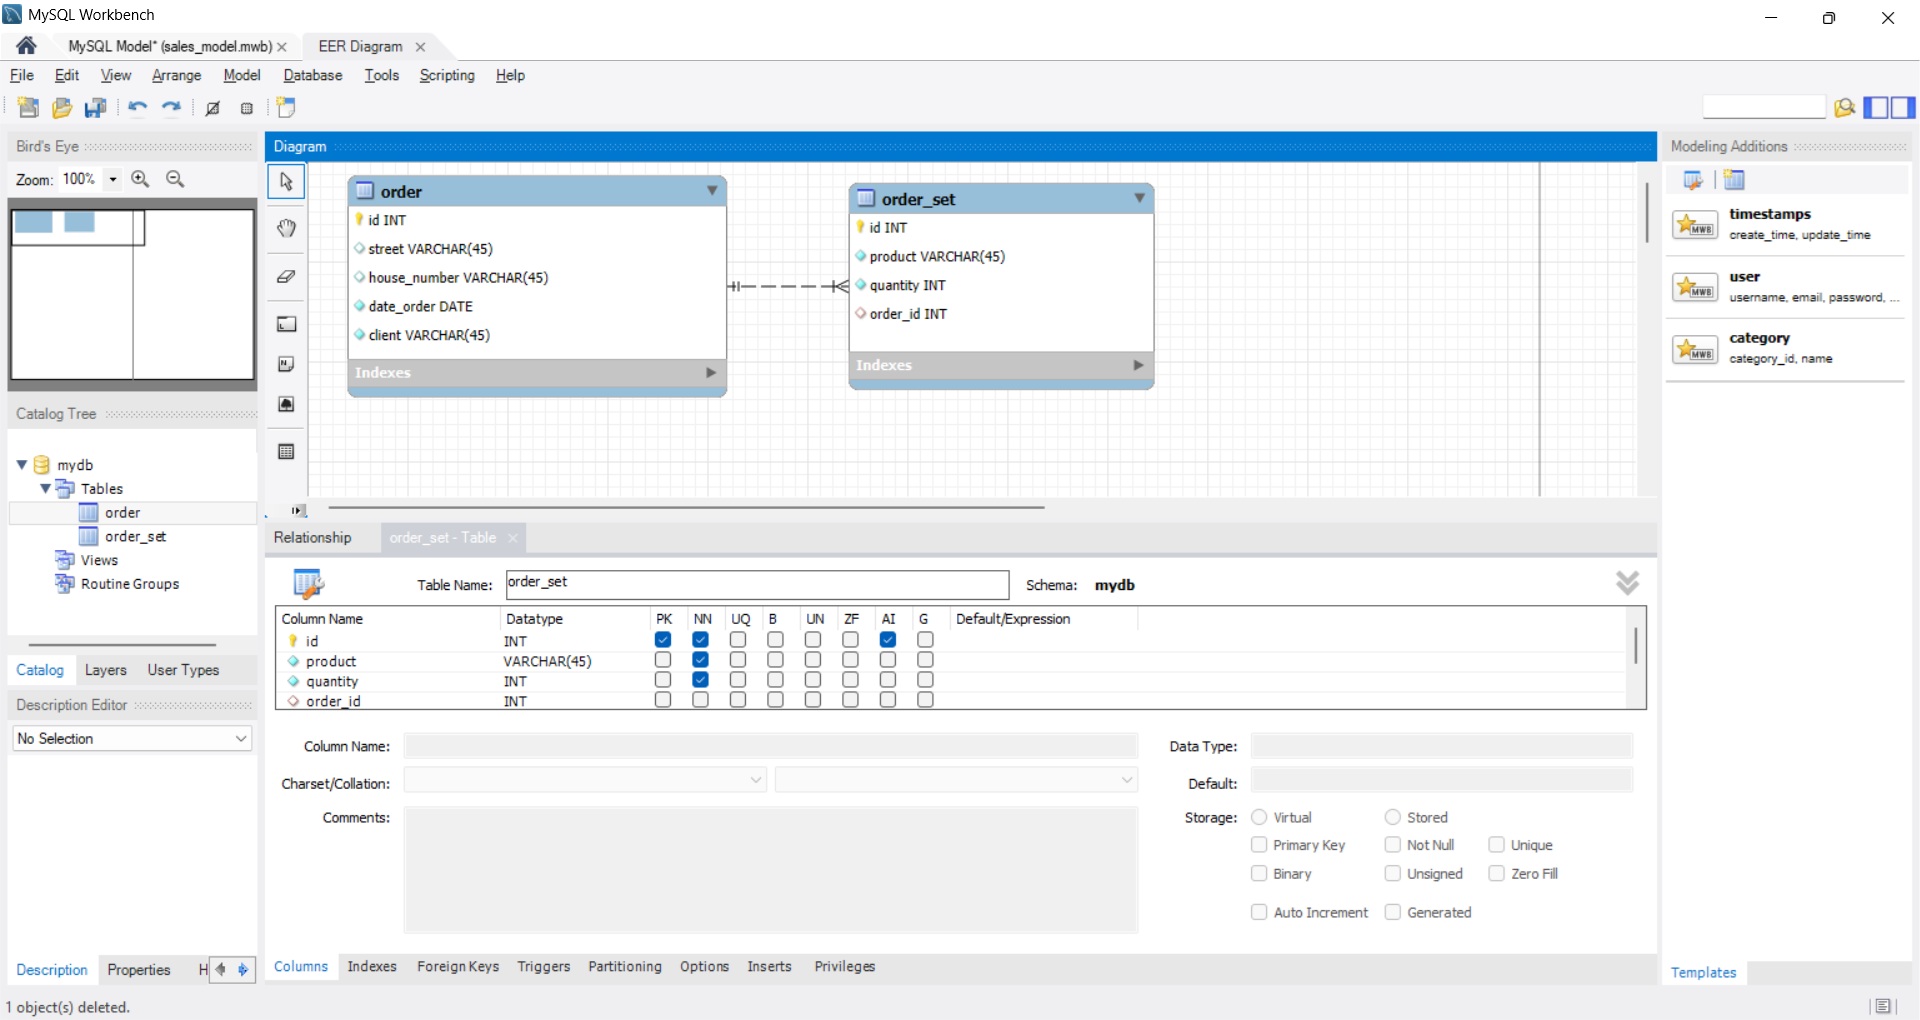 MySQL Workbench
MySQL Model* (sales_model.mwb)
EER Diagram
File Edit View Arrange Model Database Tools Scripting Help
Bird's Eye
Zoom: 100%
Catalog Tree
mydb
Tables
order
order_set
Views
Routine Groups
Catalog Layers User Types
Description Editor
No Selection
Description Properties H
1 object(s) deleted.
Diagram
order
id INT
street VARCHAR(45)
house_number VARCHAR(45)
date_order DATE
client VARCHAR(45)
Indexes
order_set
id INT
product VARCHAR(45)
quantity INT
order_id INT
Indexes
Relationship
order_set - Table
Table Name: order_set Schema: mydb
Column Name Datatype PK NN UQ B UN ZF AI G Default/Expression
id INT
product VARCHAR(45)
quantity INT
order_id INT
Column Name: Data Type:
Charset/Collation: Default:
Comments: Storage: Virtual Stored
Primary Key Not Null Unique
Binary Unsigned Zero Fill
Auto Increment Generated
Columns Indexes Foreign Keys Triggers Partitioning Options Inserts Privileges
Modeling Additions
MWB
timestamps
create_time, update_time
MWB
user
username, email, password, ...
MWB
category
category_id, name
Templates